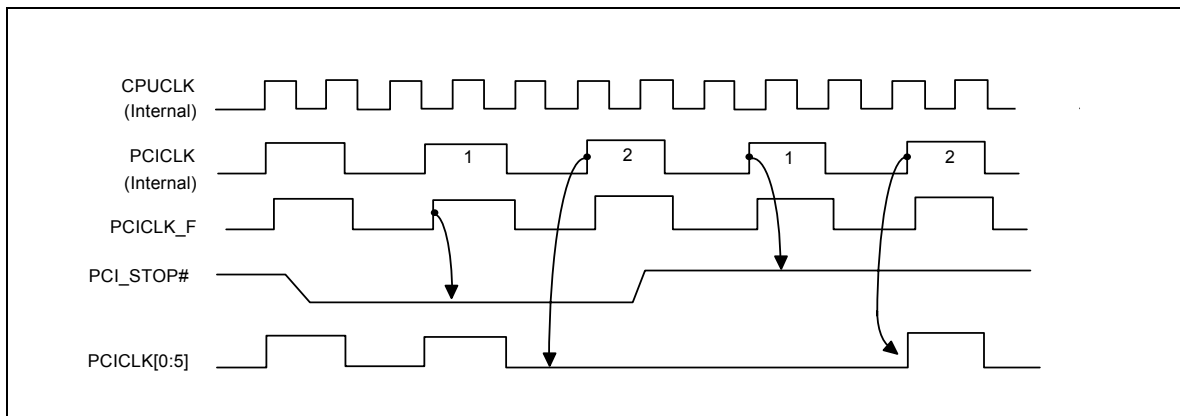 CPUCLK
(Internal)
PCICLK
(Internal)
1
2
1
2
PCICLK_F
PCI_STOP#
PCICLK[0:5]